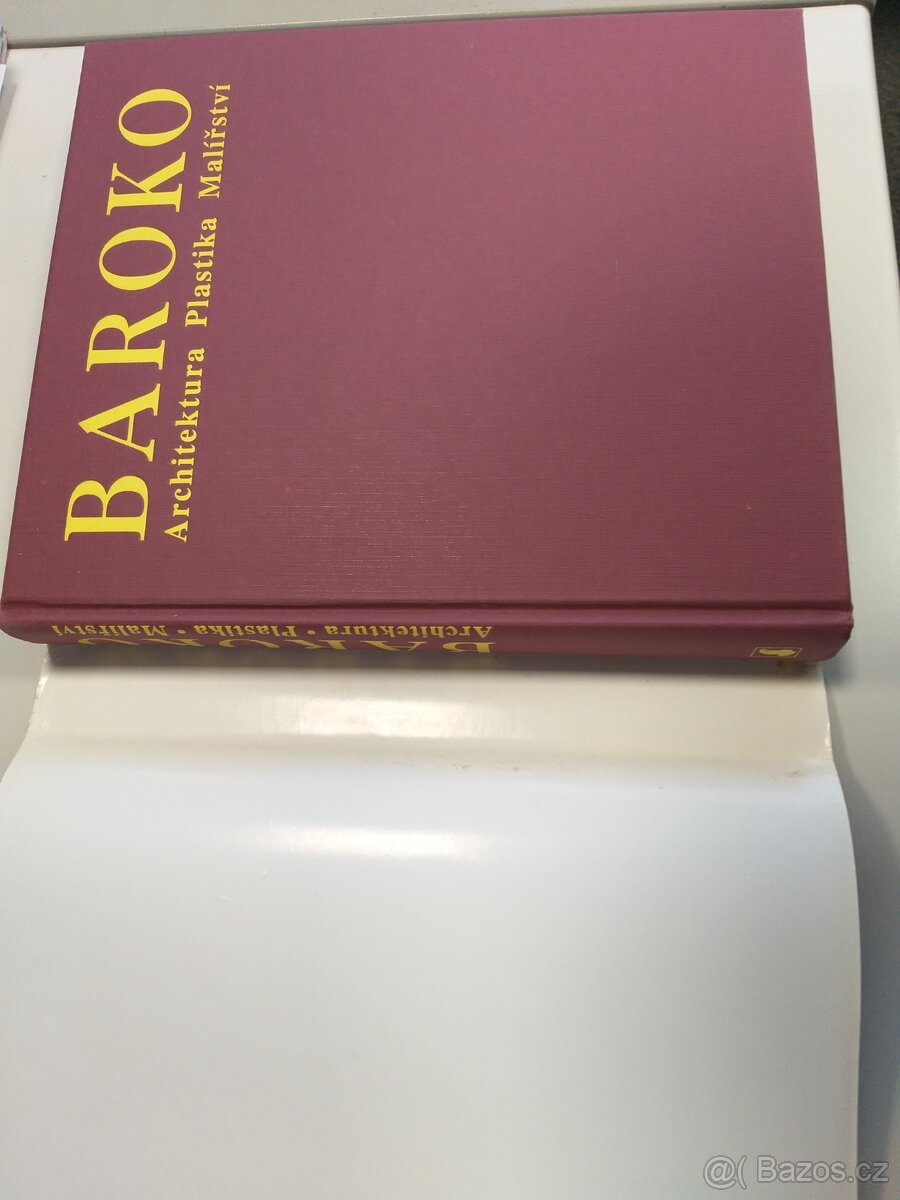 BAROKO
Architektura Plastika Malířství
BAROKO
Architektura • Plastika • Malířství
@( Bazos.cz